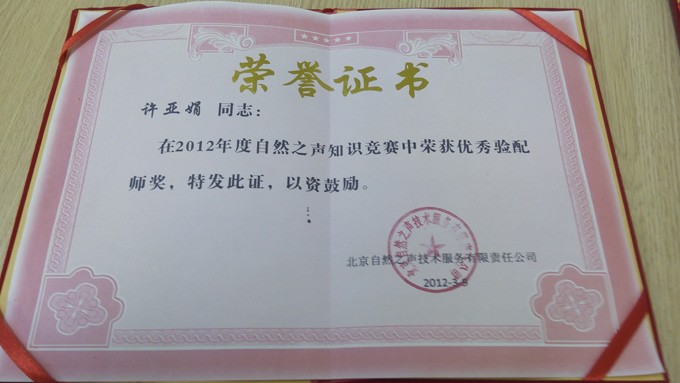 荣誉证书
许亚娟 同志：
在2012年度自然之声知识竞赛中荣获优秀验配
师奖，特发此证，以资鼓励。
北京自然之声技术服务有限责任公司
2012-3-5